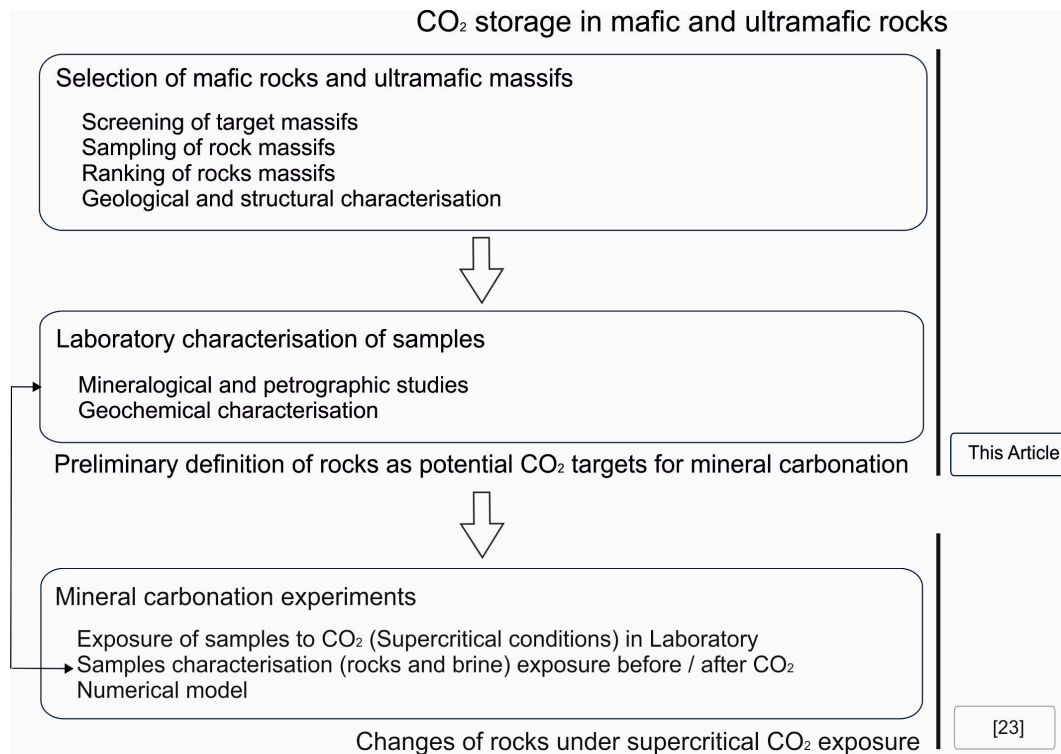 CO₂ storage in mafic and ultramafic rocks
Selection of mafic rocks and ultramafic massifs
Screening of target massifs
Sampling of rock massifs
Ranking of rocks massifs
Geological and structural characterisation
Laboratory characterisation of samples
Mineralogical and petrographic studies
Geochemical characterisation
This Article
Preliminary definition of rocks as potential CO₂ targets for mineral carbonation
Mineral carbonation experiments
Exposure of samples to CO₂ (Supercritical conditions) in Laboratory
Samples characterisation (rocks and brine) exposure before / after CO₂
Numerical model
[23]
Changes of rocks under supercritical CO₂ exposure